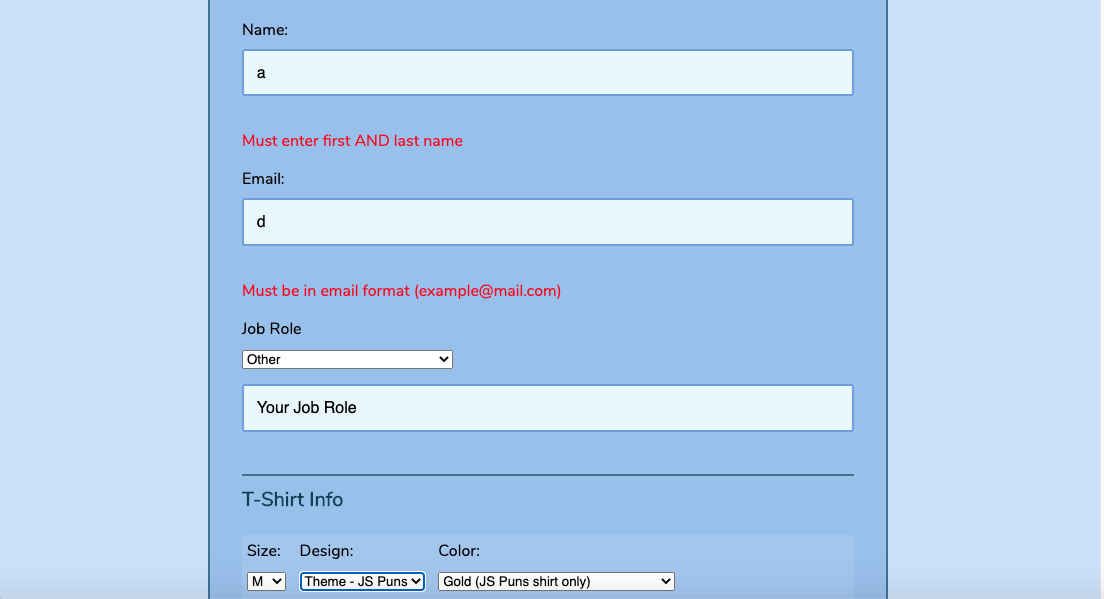 Name:
a
Must enter first AND last name
Email:
d
Must be in email format (example@mail.com)
Job Role
Other
Your Job Role
T-Shirt Info
Size: Design: Color:
M Theme - JS Puns Gold (JS Puns shirt only)